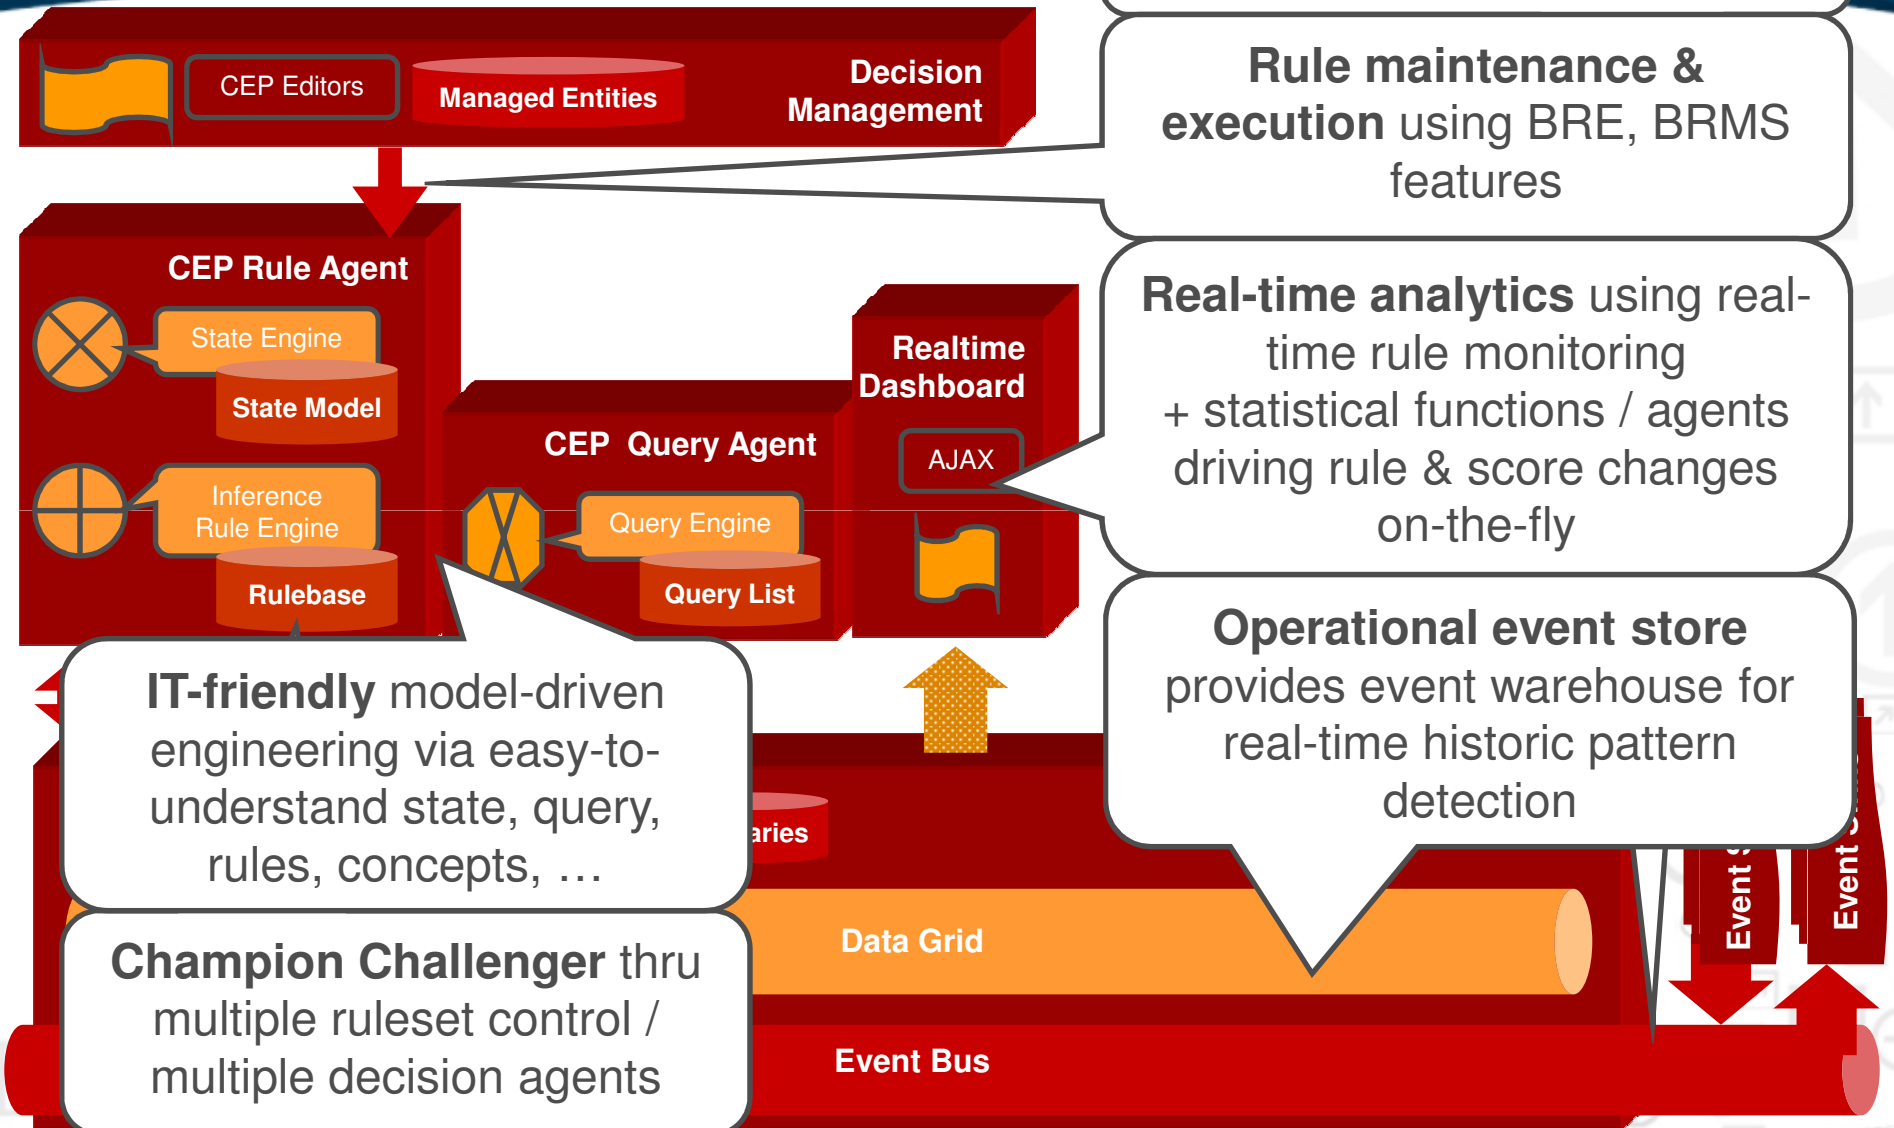 CEP Editors
Managed Entities
Decision
Management
Rule maintenance &
execution using BRE, BRMS
features
CEP Rule Agent
State Engine
State Model
Inference
Rule Engine
Rulebase
CEP Query Agent
Query Engine
Query List
Realtime
Dashboard
AJAX
Real-time analytics using real-
time rule monitoring
+ statistical functions / agents
driving rule & score changes
on-the-fly
Operational event store
provides event warehouse for
real-time historic pattern
detection
IT-friendly model-driven
engineering via easy-to-
understand state, query,
rules, concepts, …
Champion Challenger thru
multiple ruleset control /
multiple decision agents
aries
Data Grid
Event Bus
Event
Event